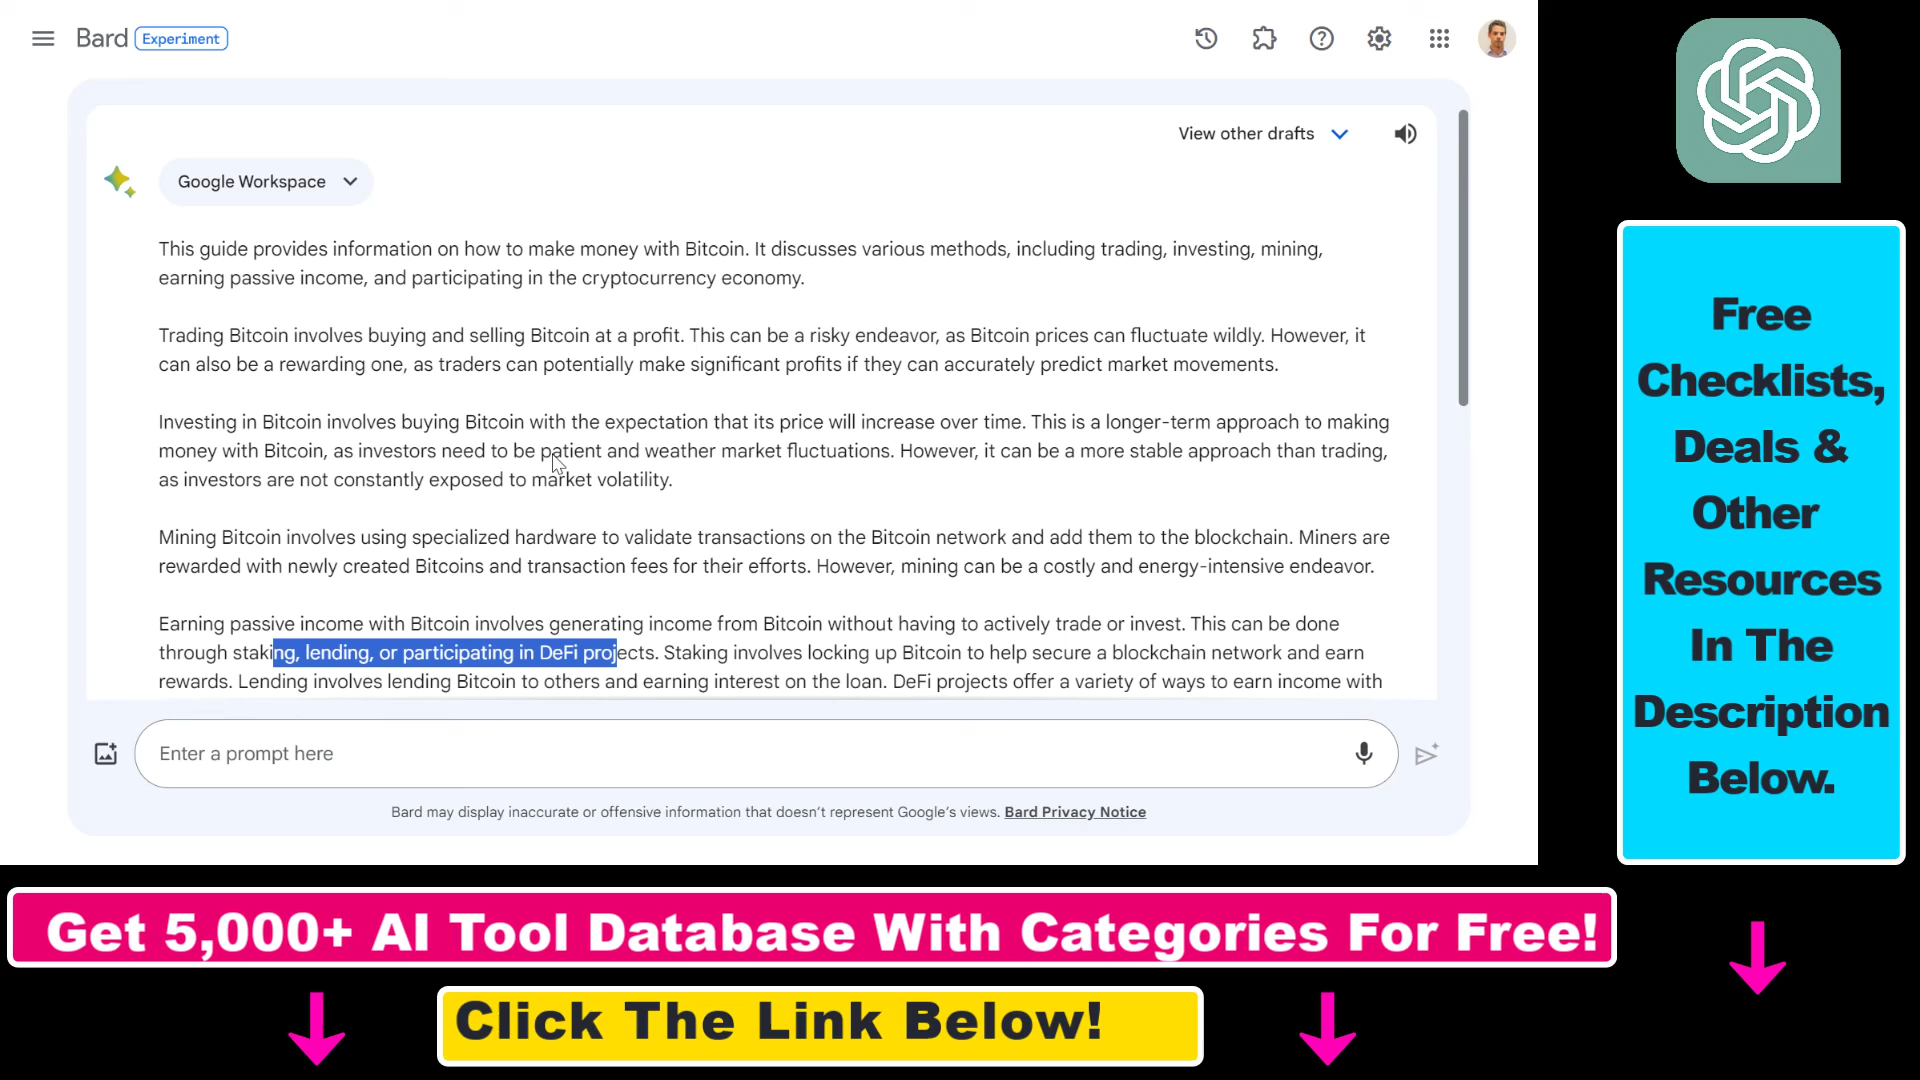 Bard Experiment
View other drafts
Google Workspace
This guide provides information on how to make money with Bitcoin. It discusses various methods, including trading, investing, mining,
earning passive income, and participating in the cryptocurrency economy.
Trading Bitcoin involves buying and selling Bitcoin at a profit. This can be a risky endeavor, as Bitcoin prices can fluctuate wildly. However, it
can also be a rewarding one, as traders can potentially make significant profits if they can accurately predict market movements.
Investing in Bitcoin involves buying Bitcoin with the expectation that its price will increase over time. This is a longer-term approach to making
money with Bitcoin, as investors need to be patient and weather market fluctuations. However, it can be a more stable approach than trading,
as investors are not constantly exposed to market volatility.
Mining Bitcoin involves using specialized hardware to validate transactions on the Bitcoin network and add them to the blockchain. Miners are
rewarded with newly created Bitcoins and transaction fees for their efforts. However, mining can be a costly and energy-intensive endeavor.
Earning passive income with Bitcoin involves generating income from Bitcoin without having to actively trade or invest. This can be done
through staking, lending, or participating in DeFi projects. Staking involves locking up Bitcoin to help secure a blockchain network and earn
rewards. Lending involves lending Bitcoin to others and earning interest on the loan. DeFi projects offer a variety of ways to earn income with
Enter a prompt here
Bard may display inaccurate or offensive information that doesn't represent Google's views. Bard Privacy Notice
Free
Checklists,
Deals &
Other
Resources
In The
Description
Below.
Get 5,000+ AI Tool Database With Categories For Free!
Click The Link Below!